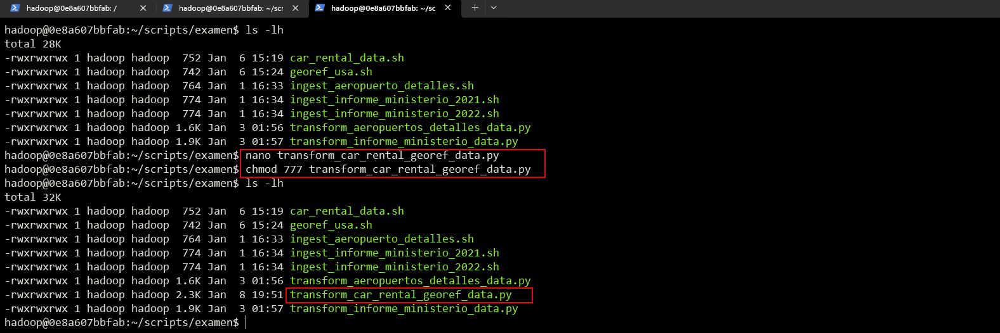 hadoop@0e8a607bbfab: / hadoop@0e8a607bbfab: ~/scr hadoop@0e8a607bbfab: ~/sc
hadoop@0e8a607bbfab:~/scripts/examen$ ls -lh
total 28K
-rwxrwxrwx 1 hadoop hadoop  752 Jan  6 15:19 car_rental_data.sh
-rwxrwxrwx 1 hadoop hadoop  742 Jan  6 15:24 georef_usa.sh
-rwxrwxrwx 1 hadoop hadoop  764 Jan  1 16:33 ingest_aeropuerto_detalles.sh
-rwxrwxrwx 1 hadoop hadoop  774 Jan  1 16:34 ingest_informe_ministerio_2021.sh
-rwxrwxrwx 1 hadoop hadoop  774 Jan  1 16:34 ingest_informe_ministerio_2022.sh
-rwxrwxrwx 1 hadoop hadoop 1.6K Jan  3 01:56 transform_aeropuertos_detalles_data.py
-rwxrwxrwx 1 hadoop hadoop 1.9K Jan  3 01:57 transform_informe_ministerio_data.py
hadoop@0e8a607bbfab:~/scripts/examen$ nano transform_car_rental_georef_data.py
hadoop@0e8a607bbfab:~/scripts/examen$ chmod 777 transform_car_rental_georef_data.py
hadoop@0e8a607bbfab:~/scripts/examen$ ls -lh
total 32K
-rwxrwxrwx 1 hadoop hadoop  752 Jan  6 15:19 car_rental_data.sh
-rwxrwxrwx 1 hadoop hadoop  742 Jan  6 15:24 georef_usa.sh
-rwxrwxrwx 1 hadoop hadoop  764 Jan  1 16:33 ingest_aeropuerto_detalles.sh
-rwxrwxrwx 1 hadoop hadoop  774 Jan  1 16:34 ingest_informe_ministerio_2021.sh
-rwxrwxrwx 1 hadoop hadoop  774 Jan  1 16:34 ingest_informe_ministerio_2022.sh
-rwxrwxrwx 1 hadoop hadoop 1.6K Jan  3 01:56 transform_aeropuertos_detalles_data.py
-rwxrwxrwx 1 hadoop hadoop 2.3K Jan  8 19:51 transform_car_rental_georef_data.py
-rwxrwxrwx 1 hadoop hadoop 1.9K Jan  3 01:57 transform_informe_ministerio_data.py
hadoop@0e8a607bbfab:~/scripts/examen$